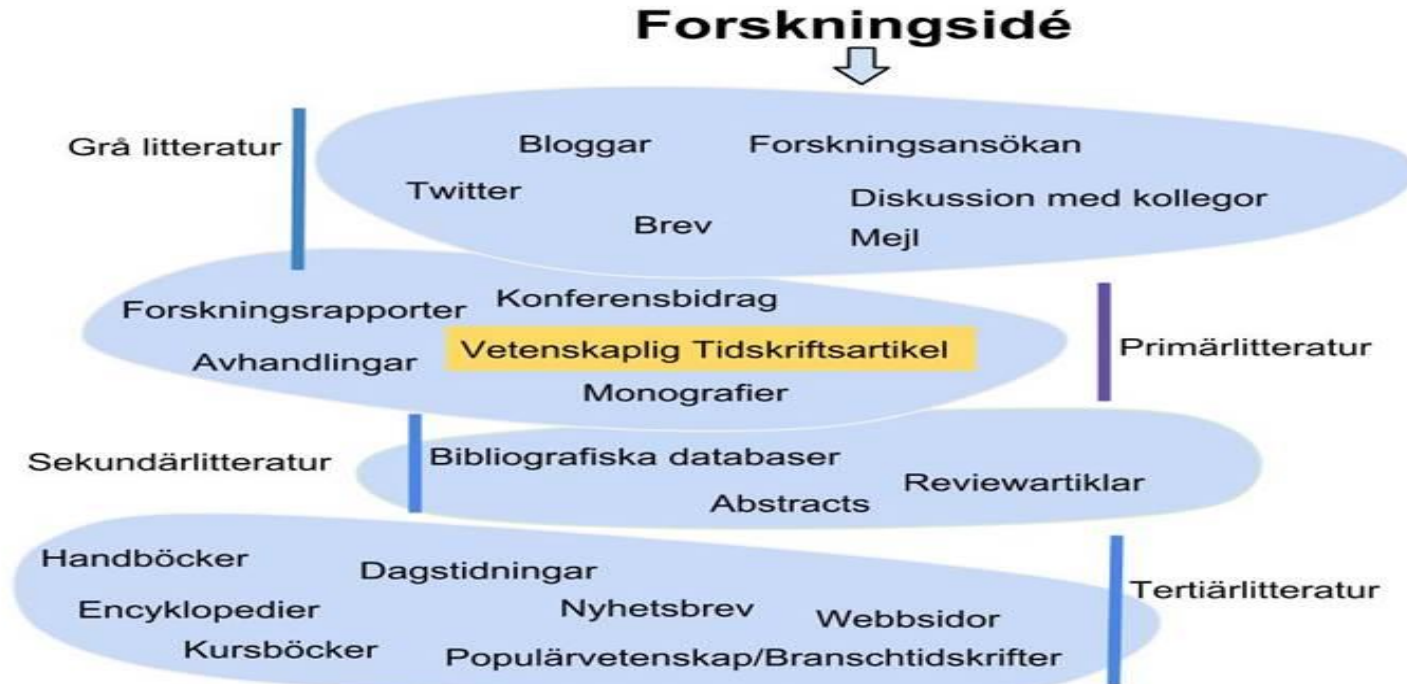 Forskningsidé
Grå litteratur
Bloggar
Forskningsansökan
Twitter
Diskussion med kollegor
Brev
Mejl
Forskningsrapporter
Konferensbidrag
Avhandlingar
Vetenskaplig Tidskriftsartikel
Primärlitteratur
Monografier
Sekundärlitteratur
Bibliografiska databaser
Reviewartiklar
Abstracts
Handböcker
Dagstidningar
Tertiärlitteratur
Encyklopedier
Nyhetsbrev
Webbsidor
Kursböcker
Populärvetenskap/Branschtidskrifter